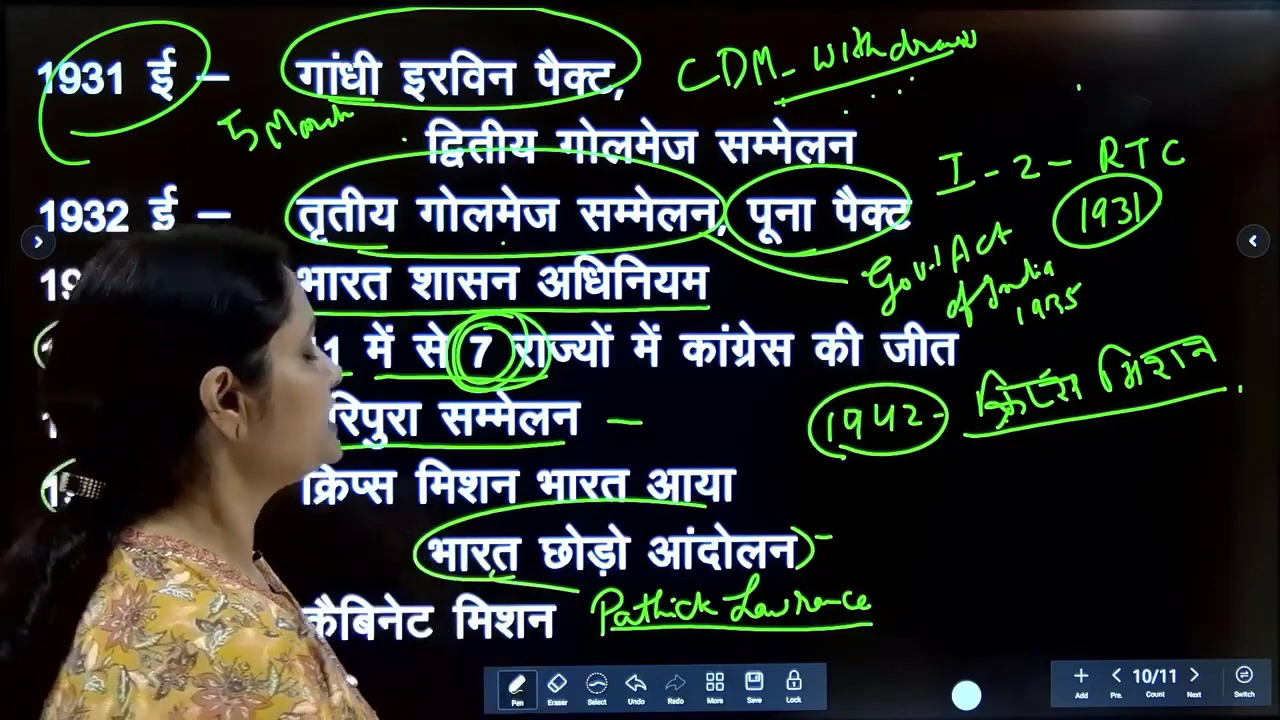 1931 ई – गांधी इरविन पैक्ट, CDM - withdraw
5 March
द्वितीय गोलमेज सम्मेलन
I - 2 - RTC
1931
1932 ई – तृतीय गोलमेज सम्मेलन, पूना पैक्ट
Govt Act
of India
1935
भारत शासन अधिनियम
में से 7 राज्यों में कांग्रेस की जीत
1942 -
मिशन
सम्मेलन –
क्रिप्स मिशन भारत आया
भारत छोड़ो आंदोलन -
कैबिनेट मिशन Pathick Lawrence
Pen Eraser Select Undo Redo More Save Lock
Add Pre. 10/11 Count Next Switch